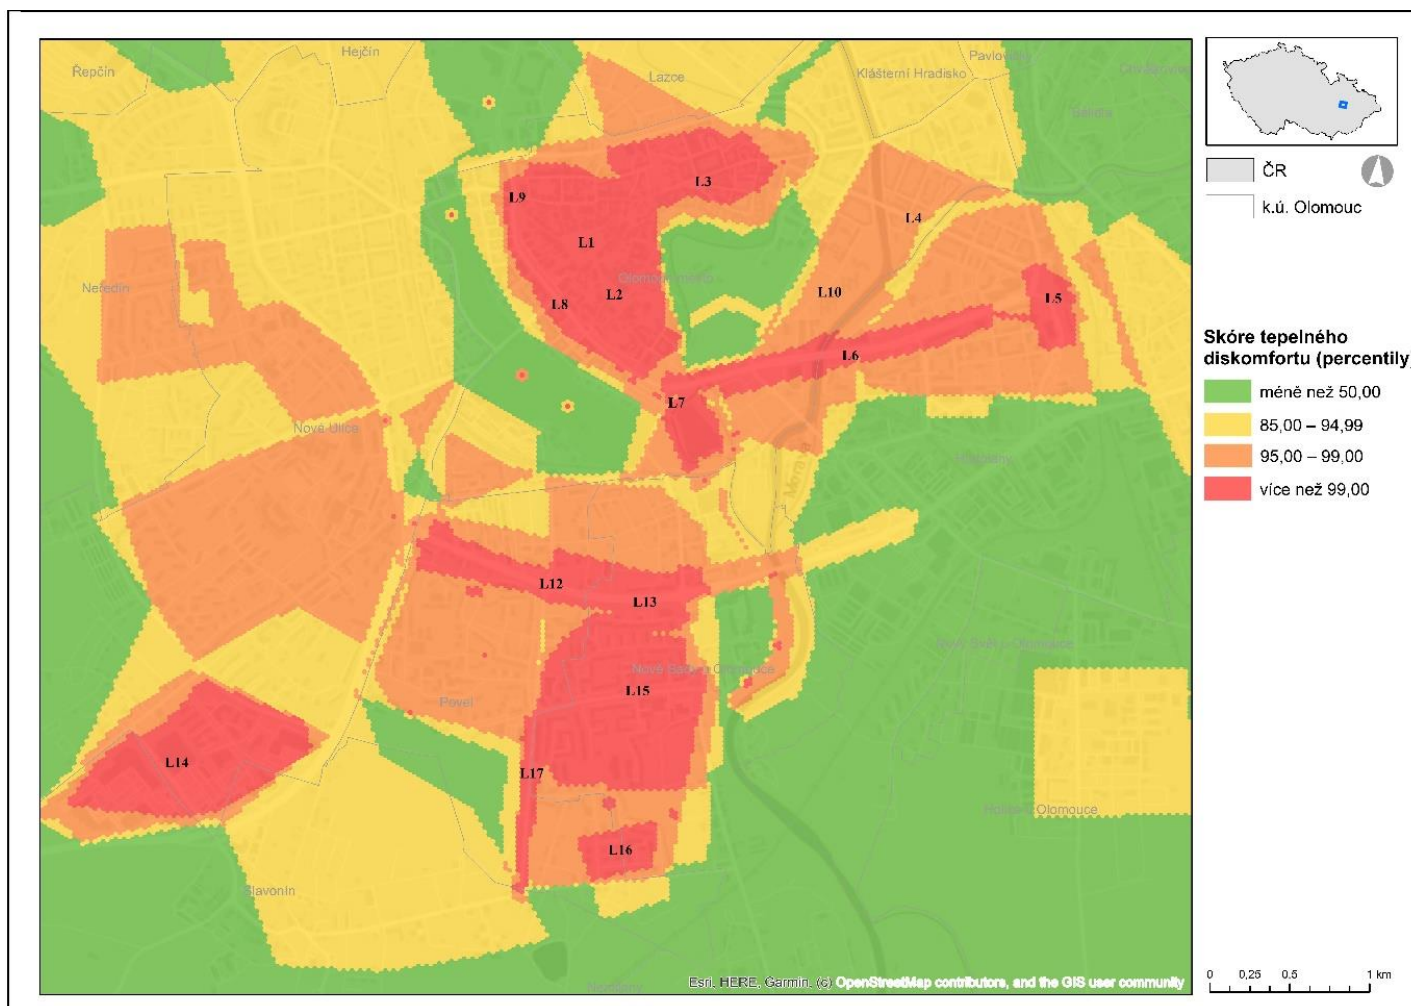 Hejčín
Řepčín
Lazce
Pavlovičky
Klášterní Hradisko
Chválkovice
Bělidla
L3
L9
L4
L1
Olomouc-město
Neředín
L2
L10
L5
L8
L6
L7
Nová Ulice
Hodolany
Morava
L12
L13
Nový Svět u Olomouce
Nové Sady u Olomouce
L15
Povel
L14
L17
Holice u Olomouce
L16
Slavonín
Nemilany
Esri, HERE, Garmin, (c) OpenStreetMap contributors, and the GIS user community
ČR
k.ú. Olomouc
Skóre tepelného
diskomfortu (percentily)
méně než 50,00
85,00 – 94,99
95,00 – 99,00
více než 99,00
0 0,25 0,5 1 km